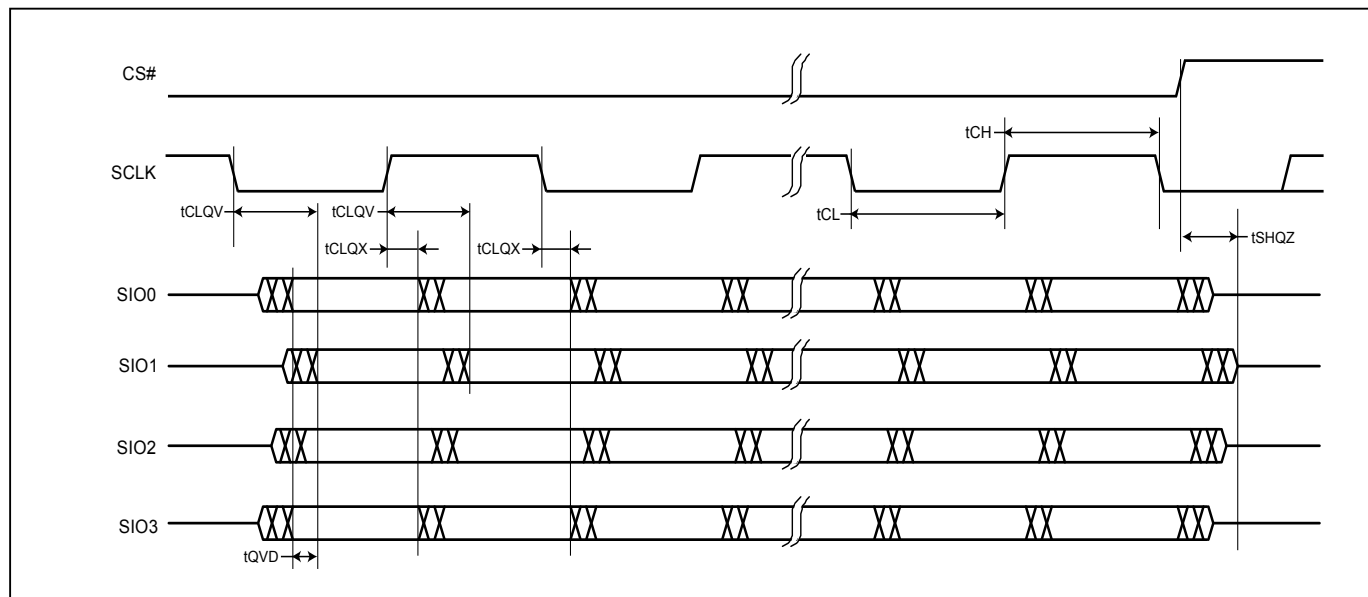 CS#
tCH
SCLK
tCLQV tCLQV tCL tSHQZ
tCLQX tCLQX
SIO0
SIO1
SIO2
SIO3
tQVD